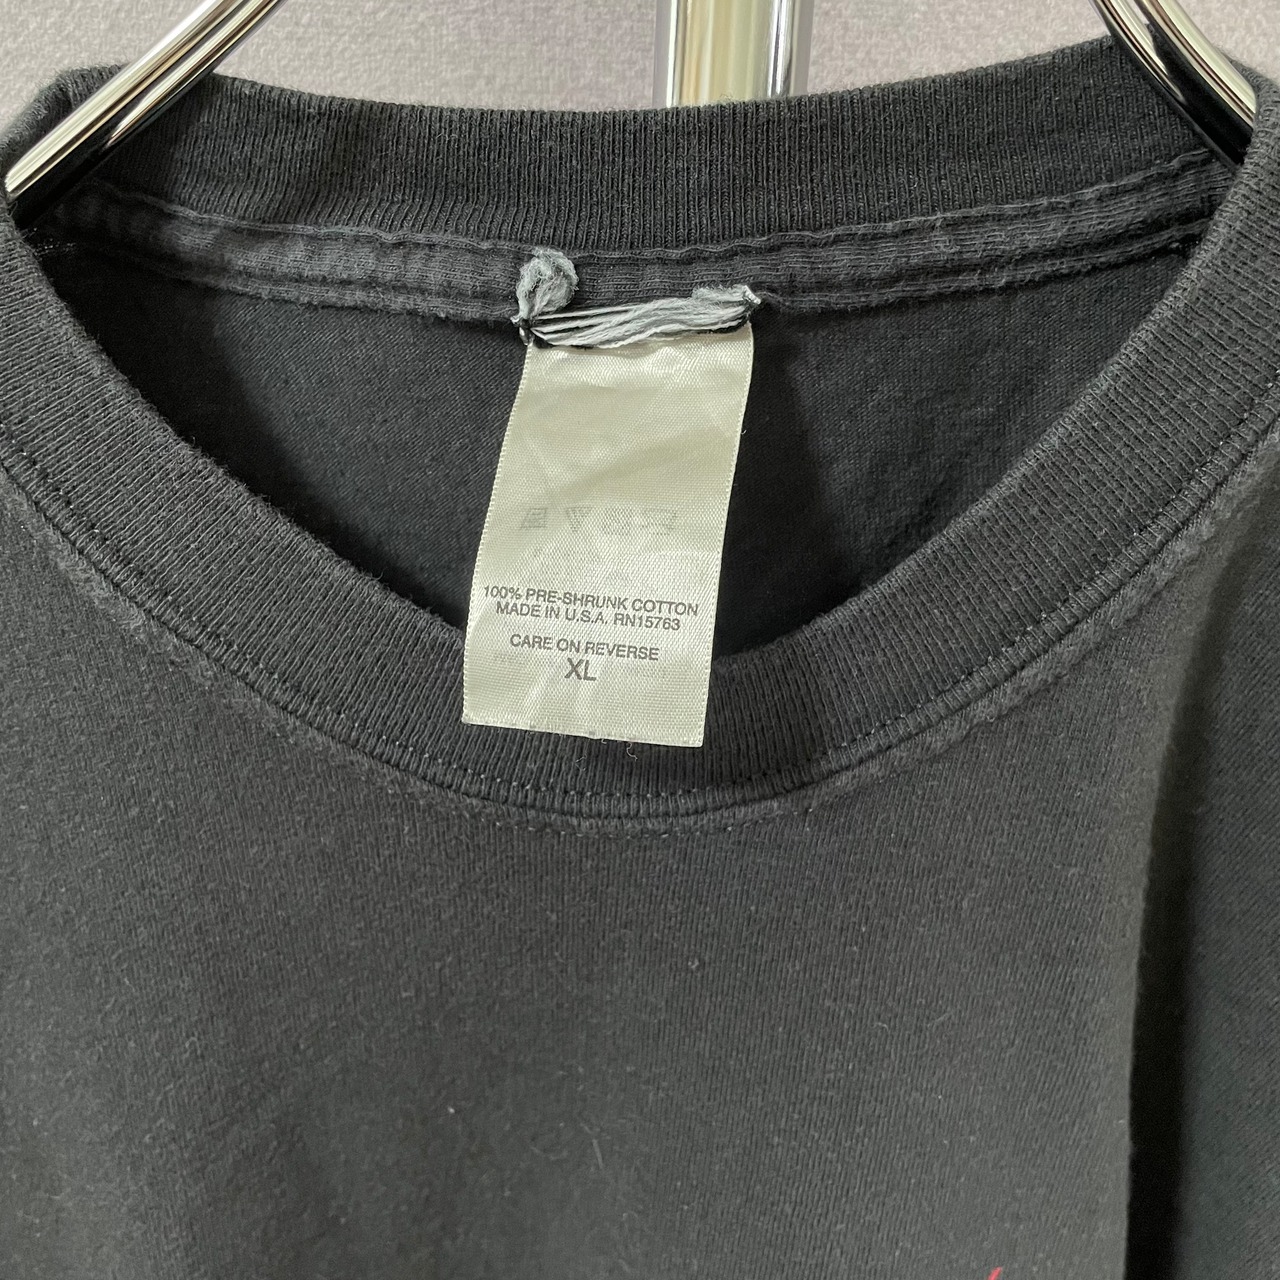 100% PRE-SHRUNK COTTON
MADE IN U.S.A. RN15763
CARE ON REVERSE
XL